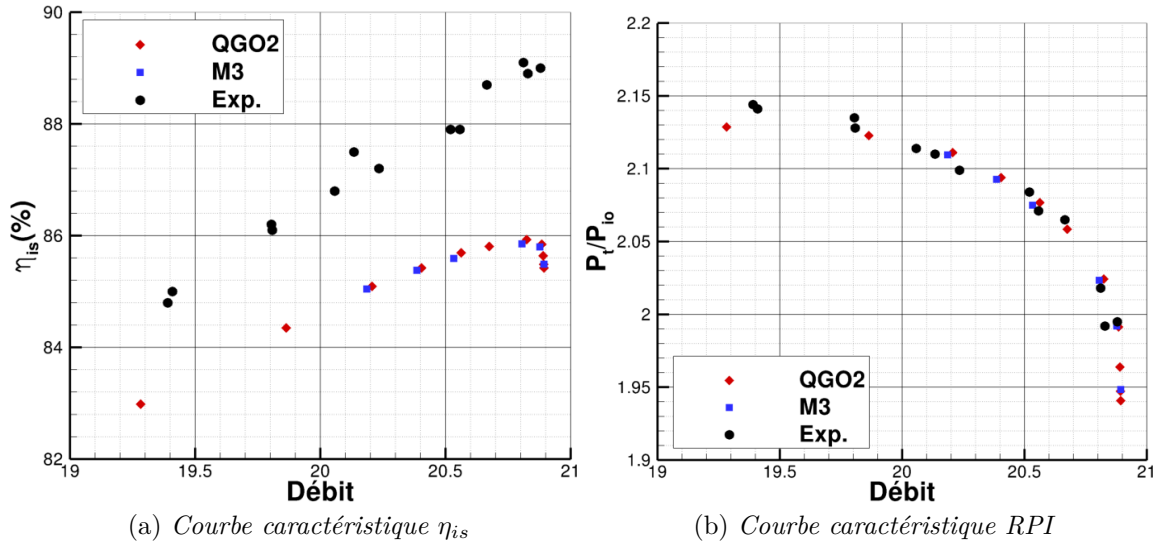 90
88
86
84
82
η_is(%)
QGO2
M3
Exp.
19
19.5
20
20.5
21
Débit
(a) Courbe caractéristique η_is
2.2
2.15
2.1
2.05
2
1.95
1.9
P_t/P_io
QGO2
M3
Exp.
19
19.5
20
20.5
21
Débit
(b) Courbe caractéristique RPI